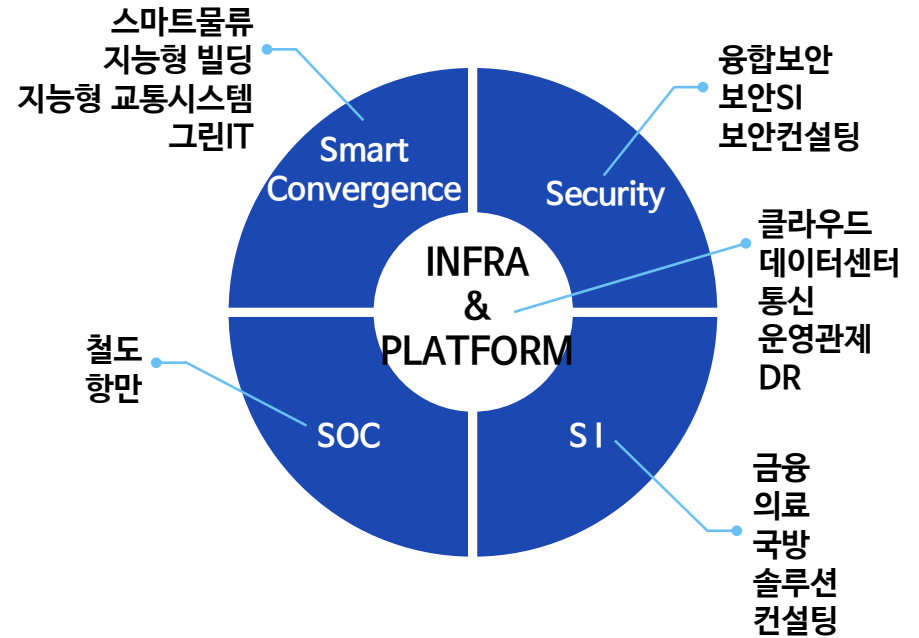 스마트물류
지능형 빌딩
지능형 교통시스템
그린IT
Smart
Convergence
융합보안
보안SI
보안컨설팅
Security
INFRA
&
PLATFORM
클라우드
데이터센터
통신
운영관제
DR
철도
항만
SOC
S I
금융
의료
국방
솔루션
컨설팅